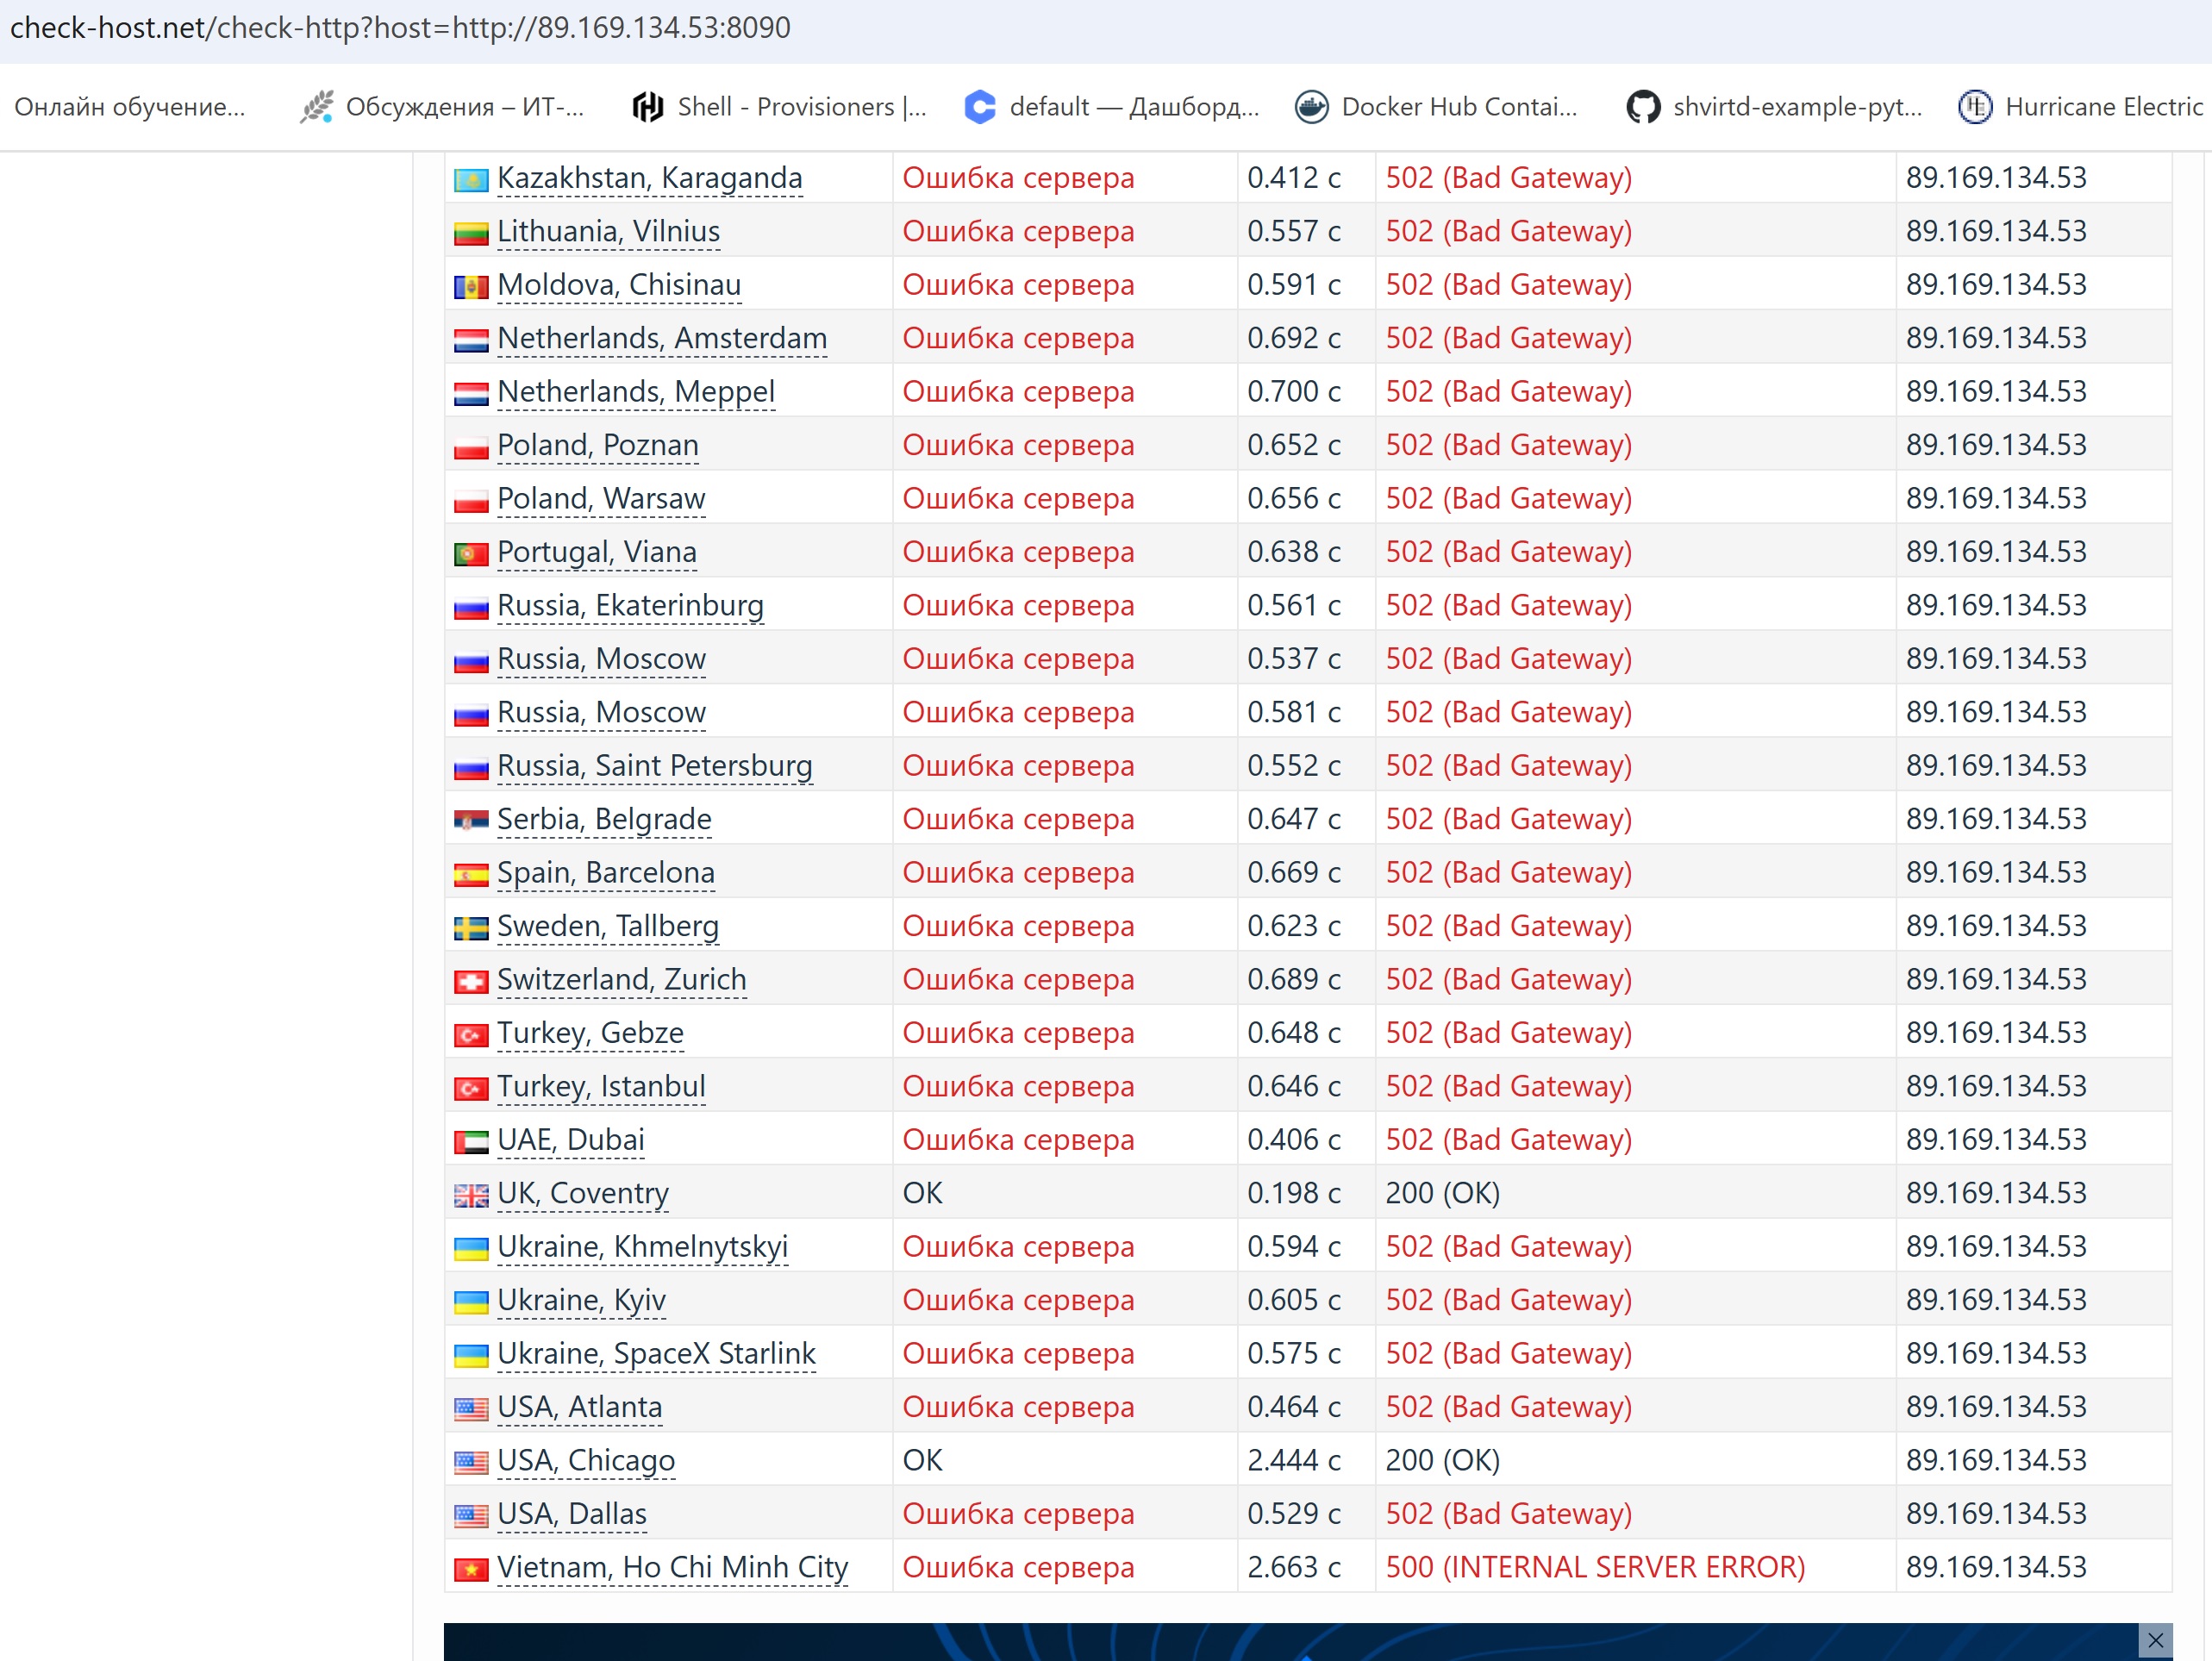 check-host.net/check-http?host=http://89.169.134.53:8090
Онлайн обучение... Обсуждения – ИТ-... Shell - Provisioners |... default — Дашборд... Docker Hub Contai... shvirtd-example-pyt... Hurricane Electric
Kazakhstan, Karaganda Ошибка сервера 0.412 с 502 (Bad Gateway) 89.169.134.53
Lithuania, Vilnius Ошибка сервера 0.557 с 502 (Bad Gateway) 89.169.134.53
Moldova, Chisinau Ошибка сервера 0.591 с 502 (Bad Gateway) 89.169.134.53
Netherlands, Amsterdam Ошибка сервера 0.692 с 502 (Bad Gateway) 89.169.134.53
Netherlands, Meppel Ошибка сервера 0.700 с 502 (Bad Gateway) 89.169.134.53
Poland, Poznan Ошибка сервера 0.652 с 502 (Bad Gateway) 89.169.134.53
Poland, Warsaw Ошибка сервера 0.656 с 502 (Bad Gateway) 89.169.134.53
Portugal, Viana Ошибка сервера 0.638 с 502 (Bad Gateway) 89.169.134.53
Russia, Ekaterinburg Ошибка сервера 0.561 с 502 (Bad Gateway) 89.169.134.53
Russia, Moscow Ошибка сервера 0.537 с 502 (Bad Gateway) 89.169.134.53
Russia, Moscow Ошибка сервера 0.581 с 502 (Bad Gateway) 89.169.134.53
Russia, Saint Petersburg Ошибка сервера 0.552 с 502 (Bad Gateway) 89.169.134.53
Serbia, Belgrade Ошибка сервера 0.647 с 502 (Bad Gateway) 89.169.134.53
Spain, Barcelona Ошибка сервера 0.669 с 502 (Bad Gateway) 89.169.134.53
Sweden, Tallberg Ошибка сервера 0.623 с 502 (Bad Gateway) 89.169.134.53
Switzerland, Zurich Ошибка сервера 0.689 с 502 (Bad Gateway) 89.169.134.53
Turkey, Gebze Ошибка сервера 0.648 с 502 (Bad Gateway) 89.169.134.53
Turkey, Istanbul Ошибка сервера 0.646 с 502 (Bad Gateway) 89.169.134.53
UAE, Dubai Ошибка сервера 0.406 с 502 (Bad Gateway) 89.169.134.53
UK, Coventry OK 0.198 с 200 (OK) 89.169.134.53
Ukraine, Khmelnytskyi Ошибка сервера 0.594 с 502 (Bad Gateway) 89.169.134.53
Ukraine, Kyiv Ошибка сервера 0.605 с 502 (Bad Gateway) 89.169.134.53
Ukraine, SpaceX Starlink Ошибка сервера 0.575 с 502 (Bad Gateway) 89.169.134.53
USA, Atlanta Ошибка сервера 0.464 с 502 (Bad Gateway) 89.169.134.53
USA, Chicago OK 2.444 с 200 (OK) 89.169.134.53
USA, Dallas Ошибка сервера 0.529 с 502 (Bad Gateway) 89.169.134.53
Vietnam, Ho Chi Minh City Ошибка сервера 2.663 с 500 (INTERNAL SERVER ERROR) 89.169.134.53